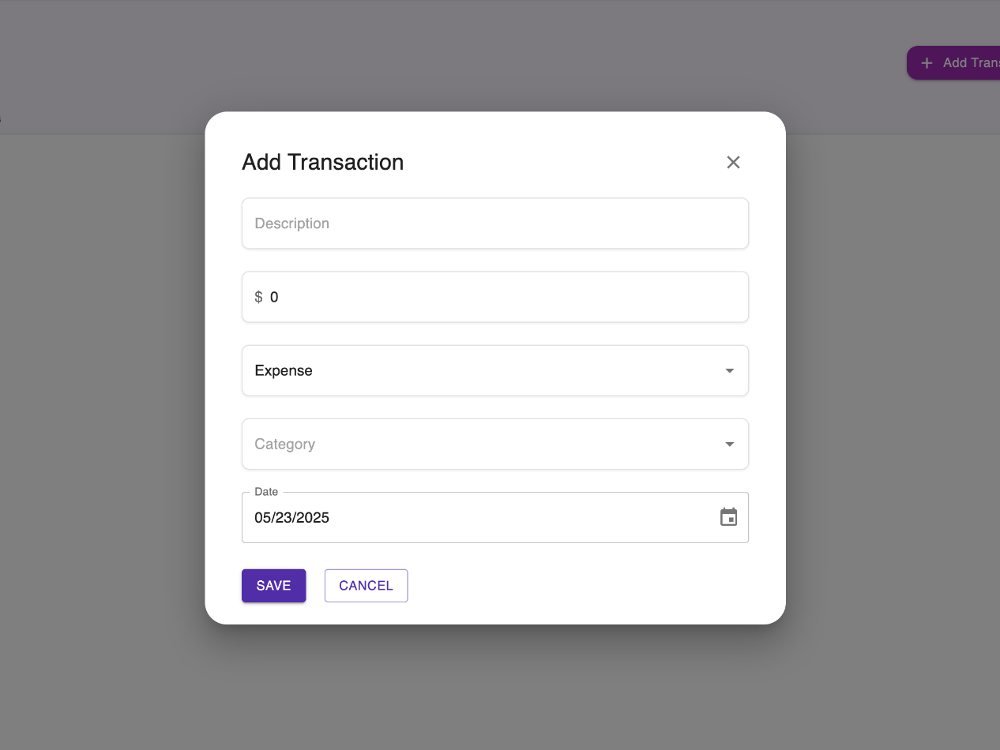 Add Trans
Add Transaction
Description
$ 0
Expense
Category
Date
05/23/2025
SAVE CANCEL